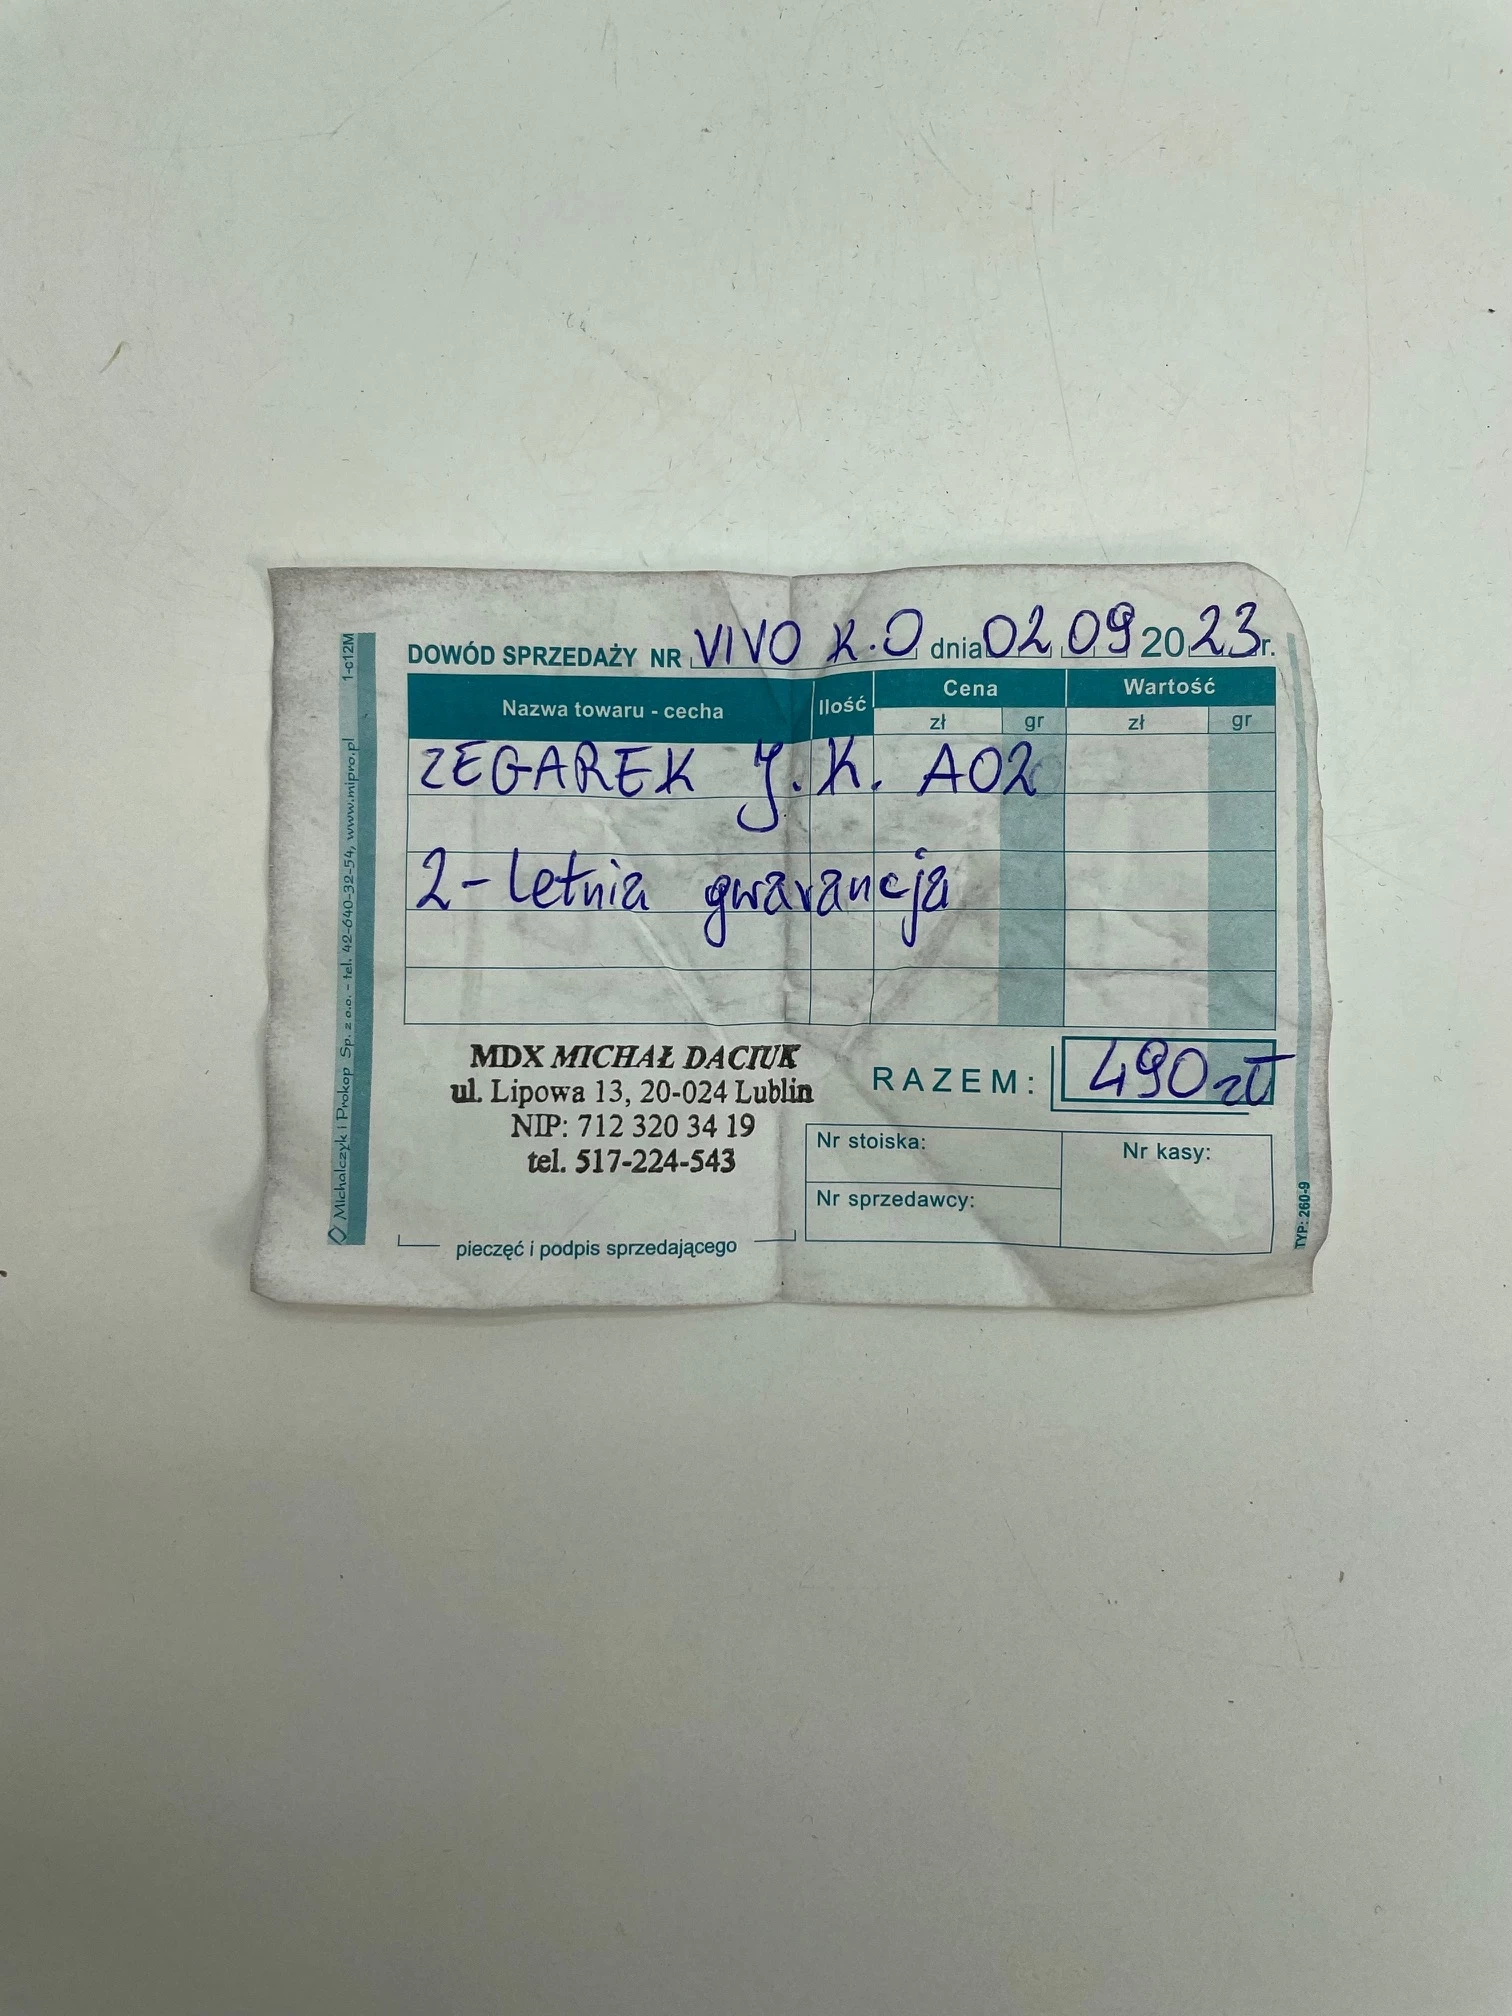 DOWÓD SPRZEDAŻY NR VIVO K.O dnia 02 09 2023 r.
Nazwa towaru - cecha Ilość Cena Wartość
zł gr zł gr
ZEGAREK J.K. A02
2-letnia gwarancja
MDX MICHAŁ DACIUK
ul. Lipowa 13, 20-024 Lublin
NIP: 712 320 34 19
tel. 517-224-543
RAZEM: 490 zł
Nr stoiska:
Nr kasy:
Nr sprzedawcy:
pieczęć i podpis sprzedającego
Michalczyk i Prokop Sp. z o.o. - tel. 42-640-32-54, www.mipro.pl 1-c12M
TYP: 260-9